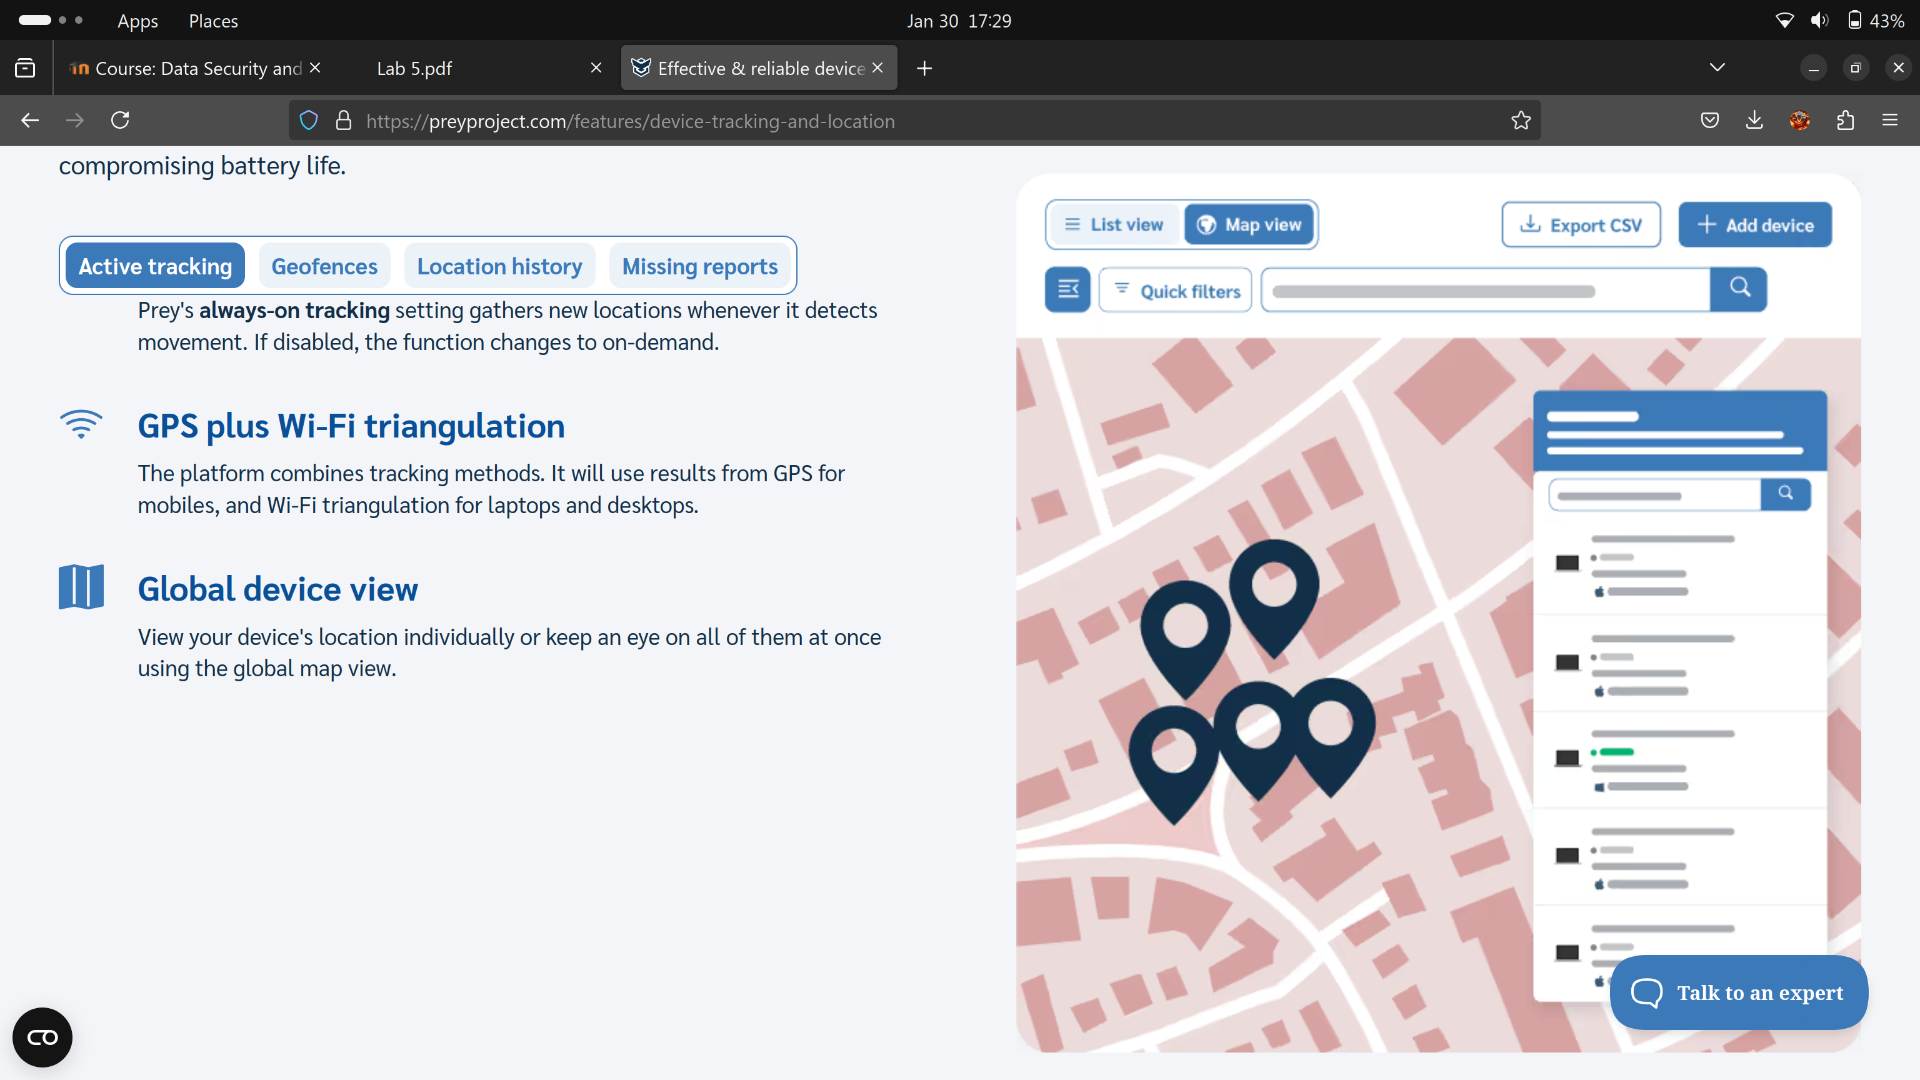 Apps Places Jan 30 17:29 43%
Course: Data Security and Lab 5.pdf Effective & reliable device
https://preyproject.com/features/device-tracking-and-location
compromising battery life.
Active tracking Geofences Location history Missing reports
Prey's always-on tracking setting gathers new locations whenever it detects
movement. If disabled, the function changes to on-demand.
GPS plus Wi-Fi triangulation
The platform combines tracking methods. It will use results from GPS for
mobiles, and Wi-Fi triangulation for laptops and desktops.
Global device view
View your device's location individually or keep an eye on all of them at once
using the global map view.
List view Map view Export CSV Add device
Quick filters
Talk to an expert